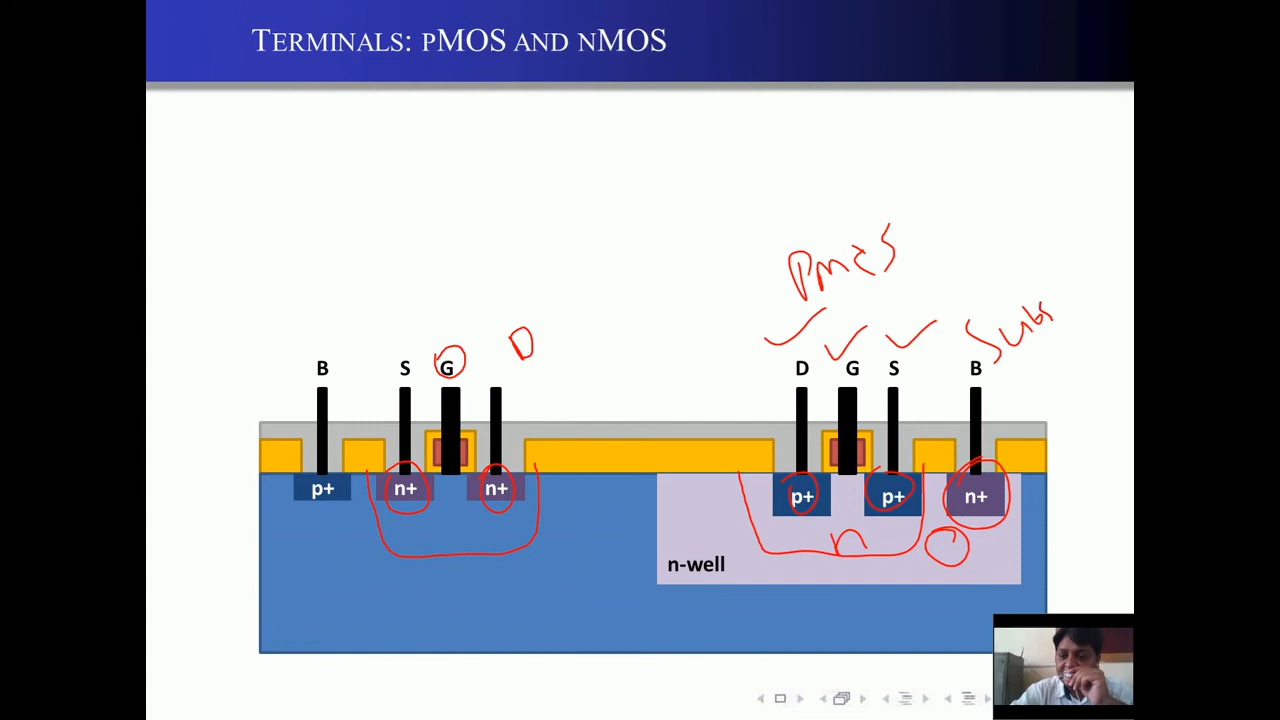 TERMINALS: PMOS AND NMOS
PMOS
D
Subs
B S G D G S B
p+ n+ n+ p+ p+ n+
n
n-well